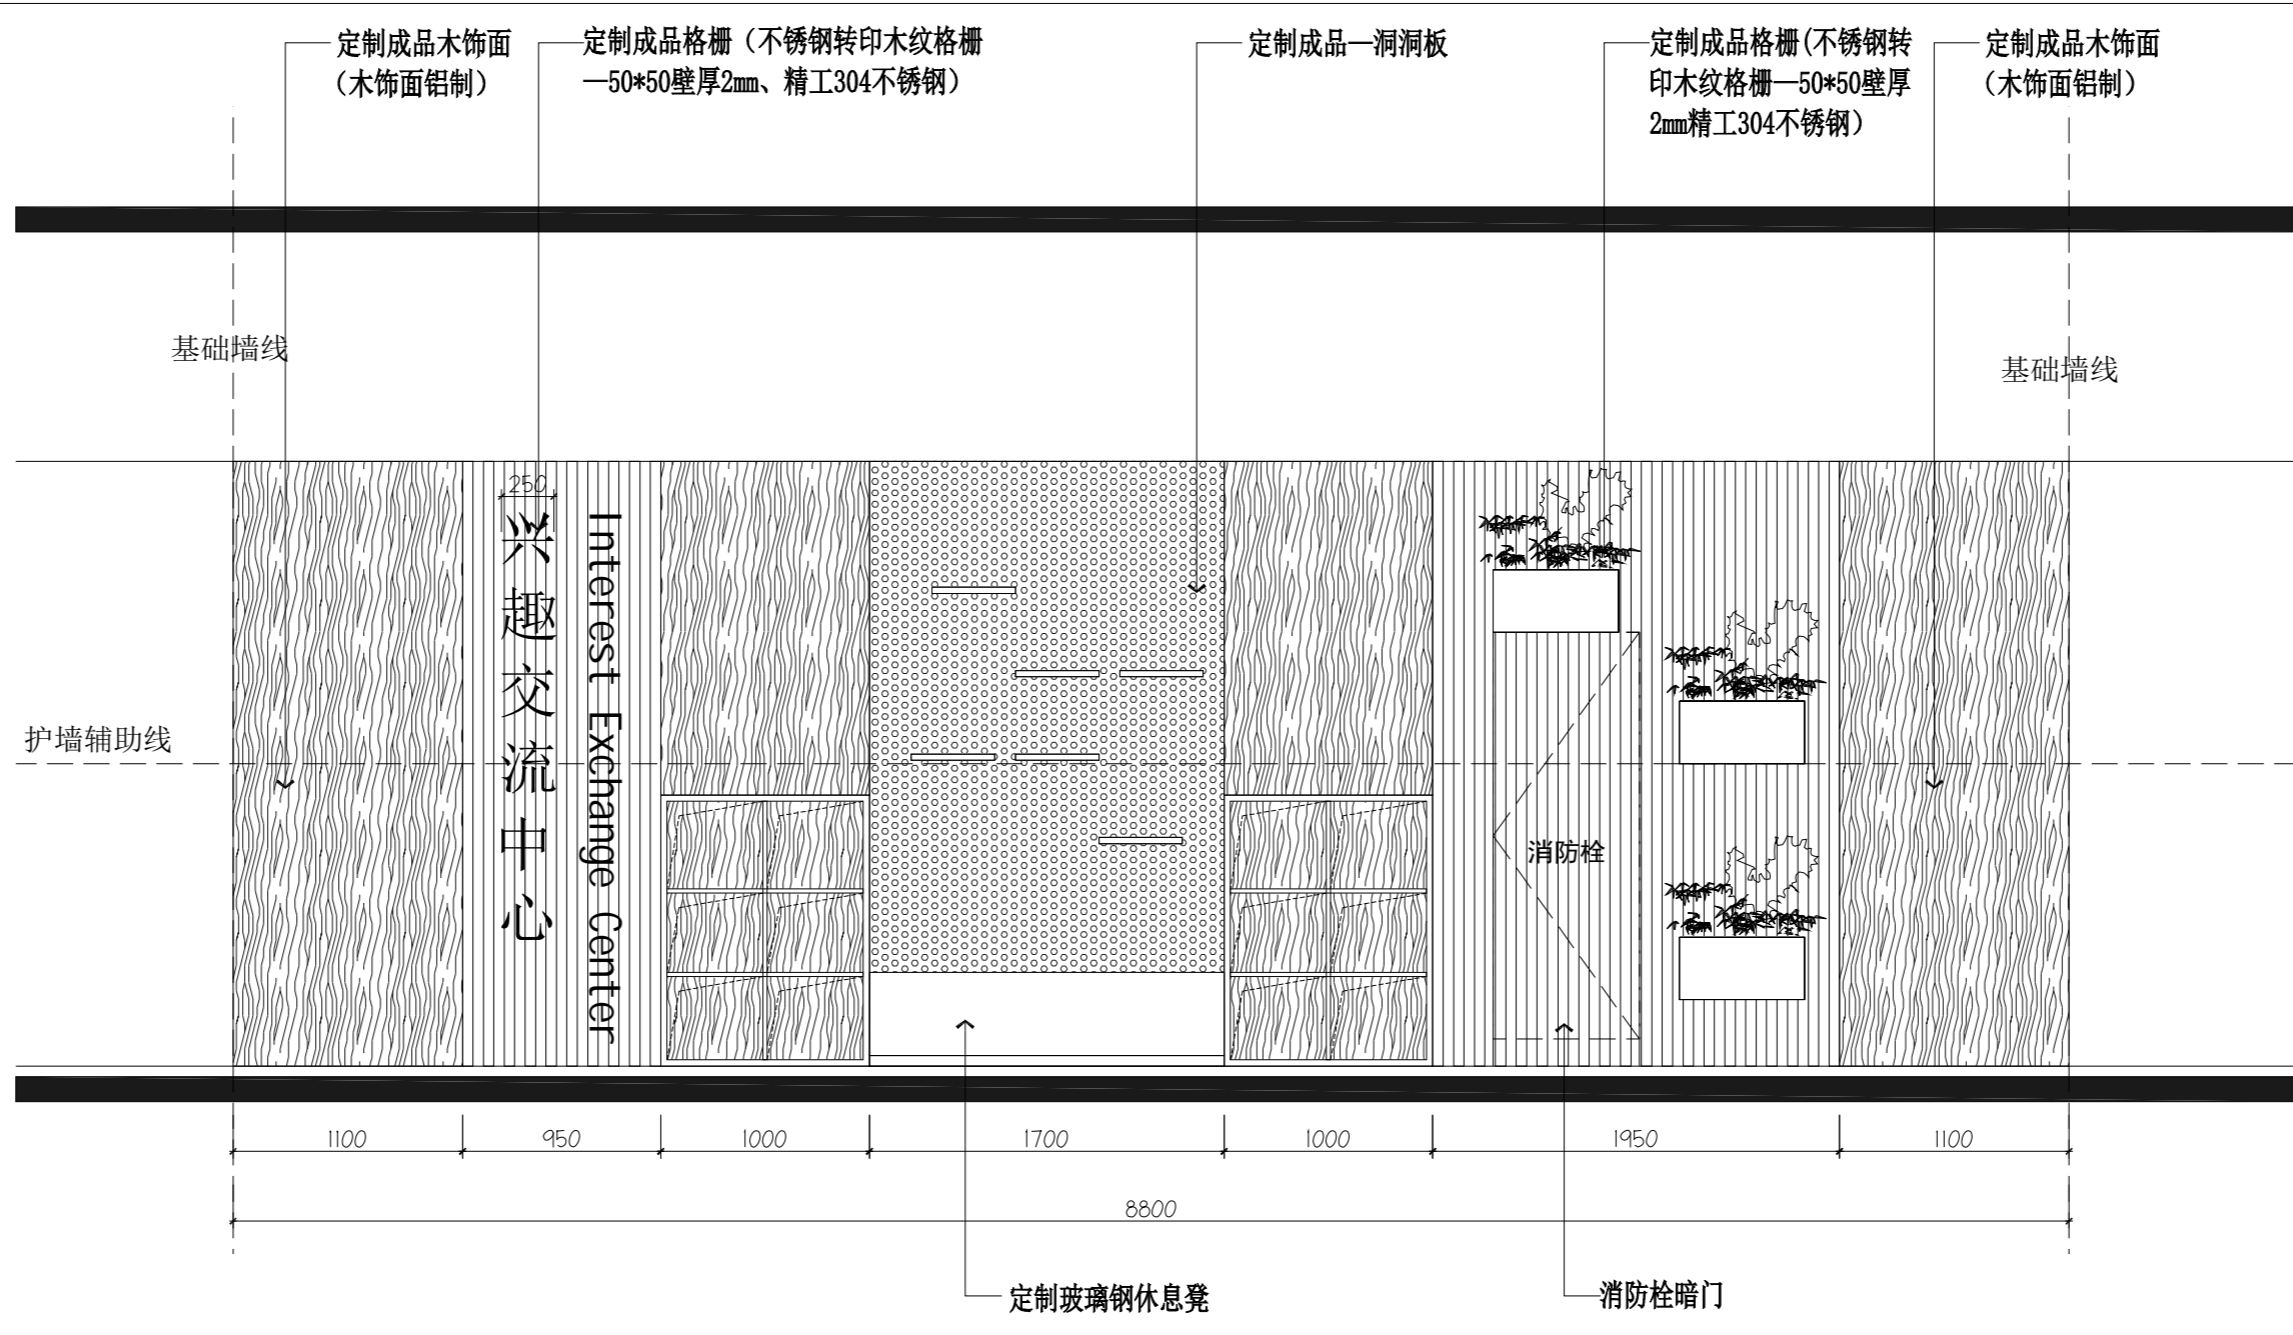 定制成品木饰面
（木饰面铝制）
定制成品格栅（不锈钢转印木纹格栅
—50*50壁厚2mm、精工304不锈钢）
定制成品—洞洞板
定制成品格栅(不锈钢转
印木纹格栅—50*50壁厚
2mm精工304不锈钢）
定制成品木饰面
（木饰面铝制）
基础墙线
基础墙线
250
兴趣交流中心
Interest Exchange Center
护墙辅助线
消防栓
1100
950
1000
1700
1000
1950
1100
8800
定制玻璃钢休息凳
消防栓暗门